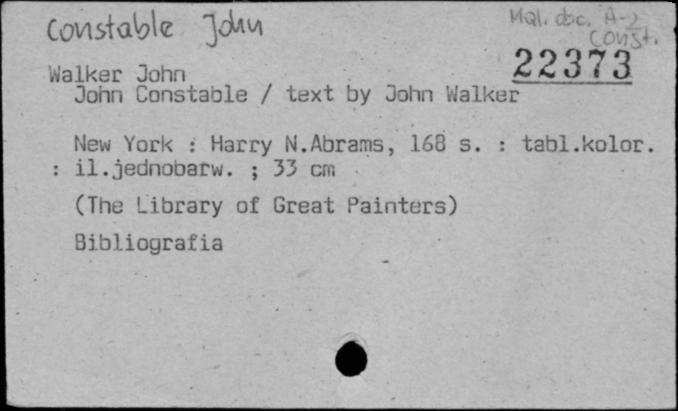 Constable John
Mal. obc. A-2
Const.
22373
Walker John
John Constable / text by John Walker
New York : Harry N.Abrams, 168 s. : tabl.kolor.
: il.jednobarw. ; 33 cm
(The Library of Great Painters)
Bibliografia